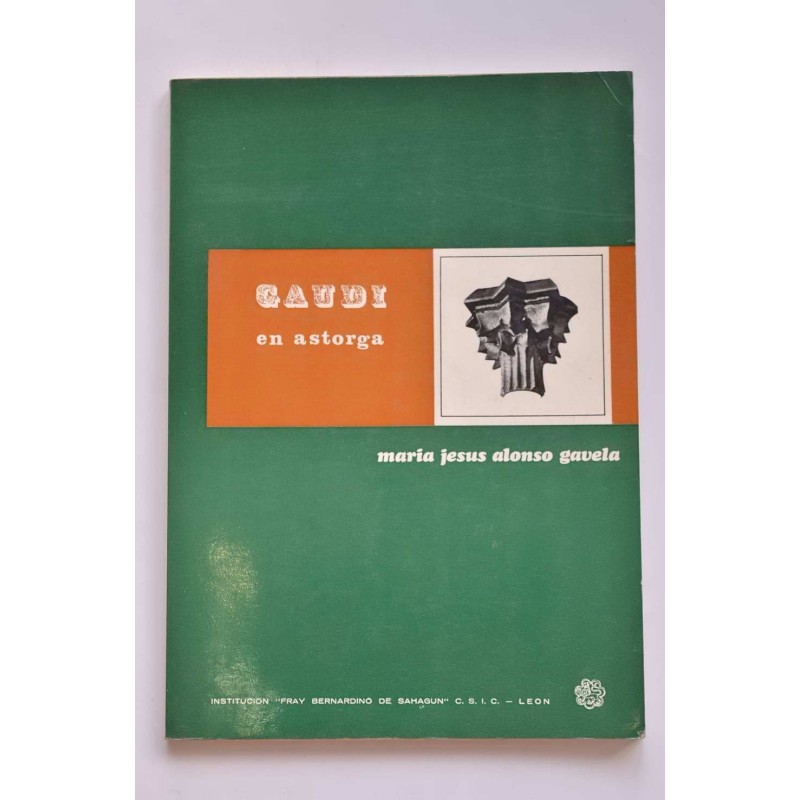 GAUDI
en astorga
maria jesus alonso gavela
INSTITUCION "FRAY BERNARDINO DE SAHAGUN" C. S. I. C. — LEON